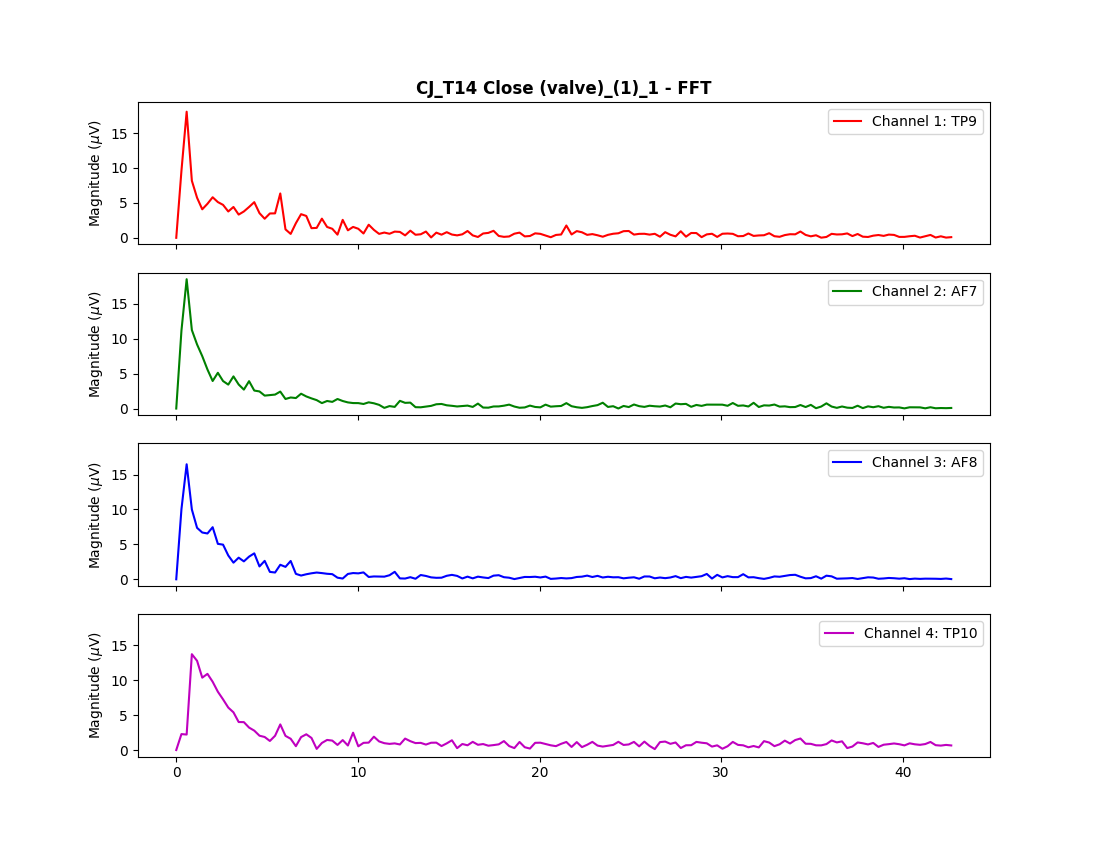 CJ_T14 Close (valve)_(1)_1 - FFT
Magnitude (μV)
15
10
5
0
Channel 1: TP9
Magnitude (μV)
15
10
5
0
Channel 2: AF7
Magnitude (μV)
15
10
5
0
Channel 3: AF8
Magnitude (μV)
15
10
5
0
Channel 4: TP10
0 10 20 30 40